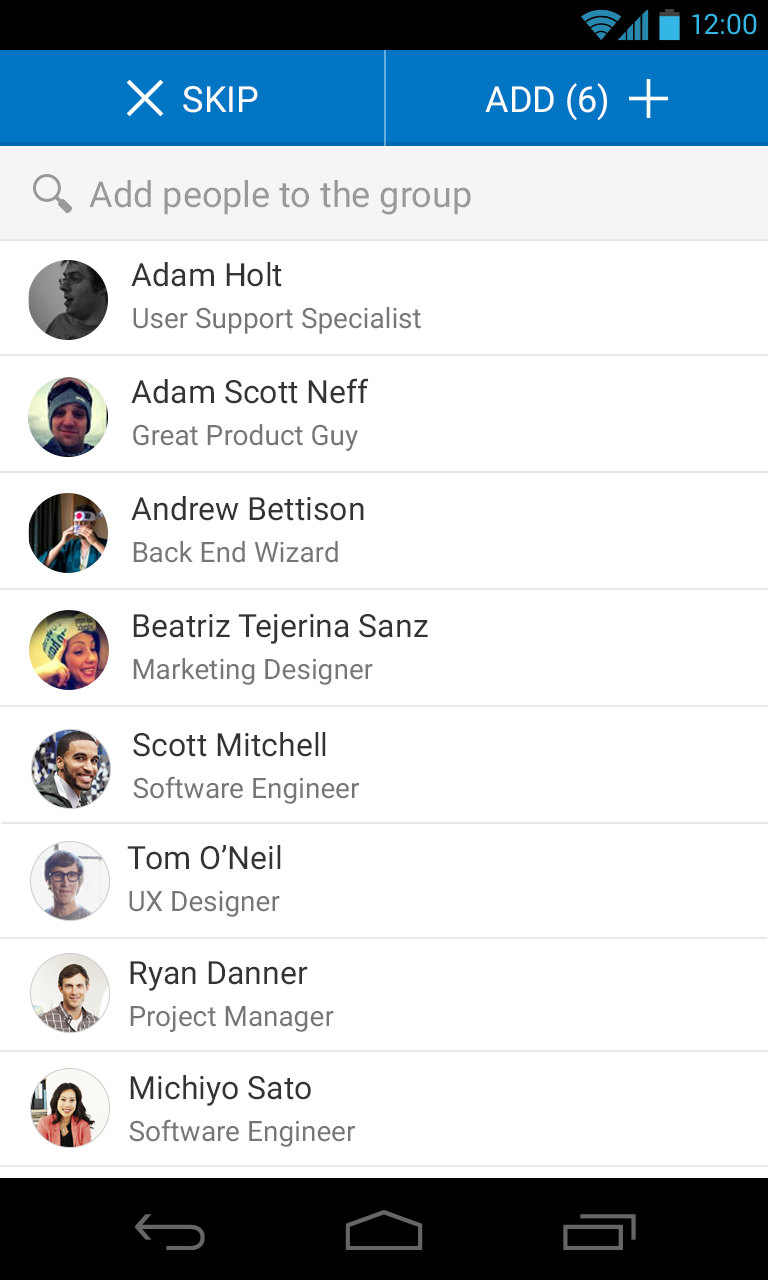 12:00
SKIP
ADD (6)
Add people to the group
Adam Holt
User Support Specialist
Adam Scott Neff
Great Product Guy
Andrew Bettison
Back End Wizard
Beatriz Tejerina Sanz
Marketing Designer
Scott Mitchell
Software Engineer
Tom O’Neil
UX Designer
Ryan Danner
Project Manager
Michiyo Sato
Software Engineer